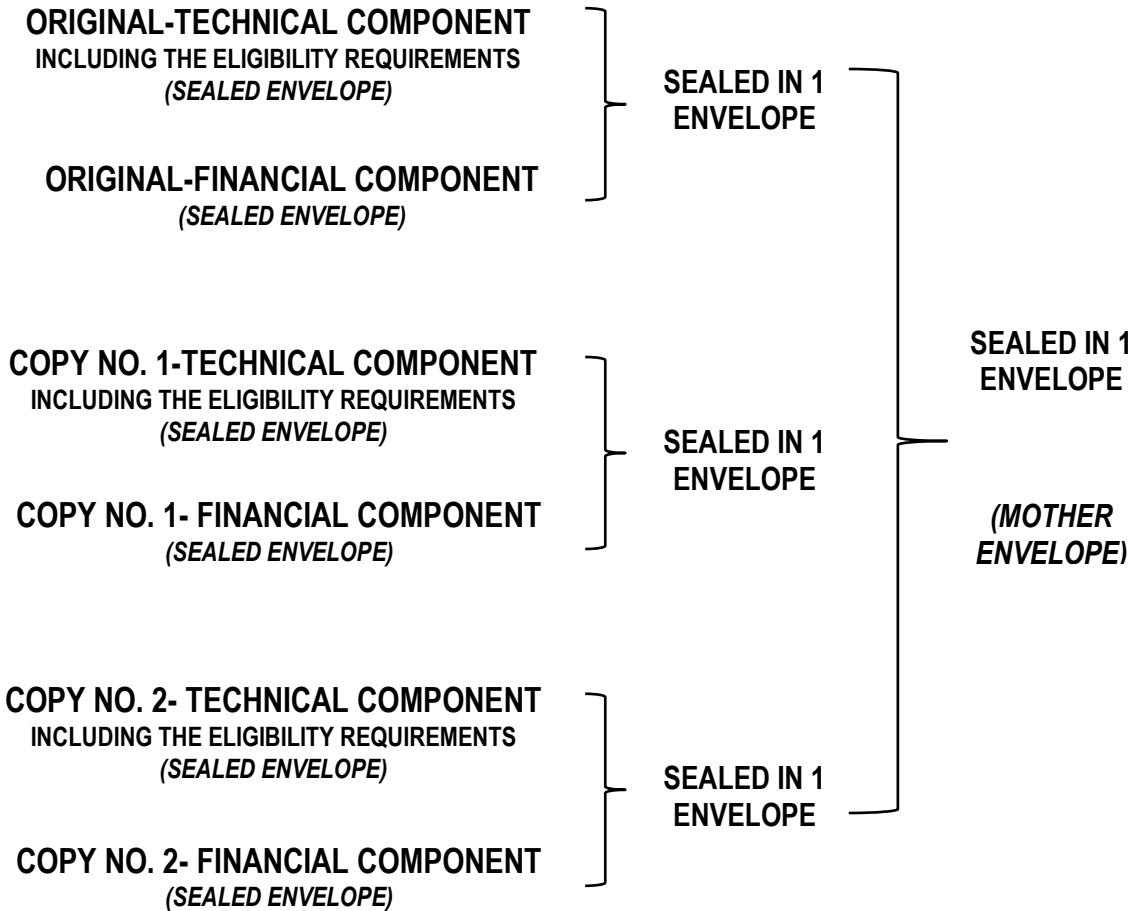 ORIGINAL-TECHNICAL COMPONENT
INCLUDING THE ELIGIBILITY REQUIREMENTS
(SEALED ENVELOPE)
ORIGINAL-FINANCIAL COMPONENT
(SEALED ENVELOPE)
SEALED IN 1
ENVELOPE
COPY NO. 1-TECHNICAL COMPONENT
INCLUDING THE ELIGIBILITY REQUIREMENTS
(SEALED ENVELOPE)
COPY NO. 1- FINANCIAL COMPONENT
(SEALED ENVELOPE)
SEALED IN 1
ENVELOPE
COPY NO. 2- TECHNICAL COMPONENT
INCLUDING THE ELIGIBILITY REQUIREMENTS
(SEALED ENVELOPE)
COPY NO. 2- FINANCIAL COMPONENT
(SEALED ENVELOPE)
SEALED IN 1
ENVELOPE
SEALED IN 1
ENVELOPE
(MOTHER
ENVELOPE)